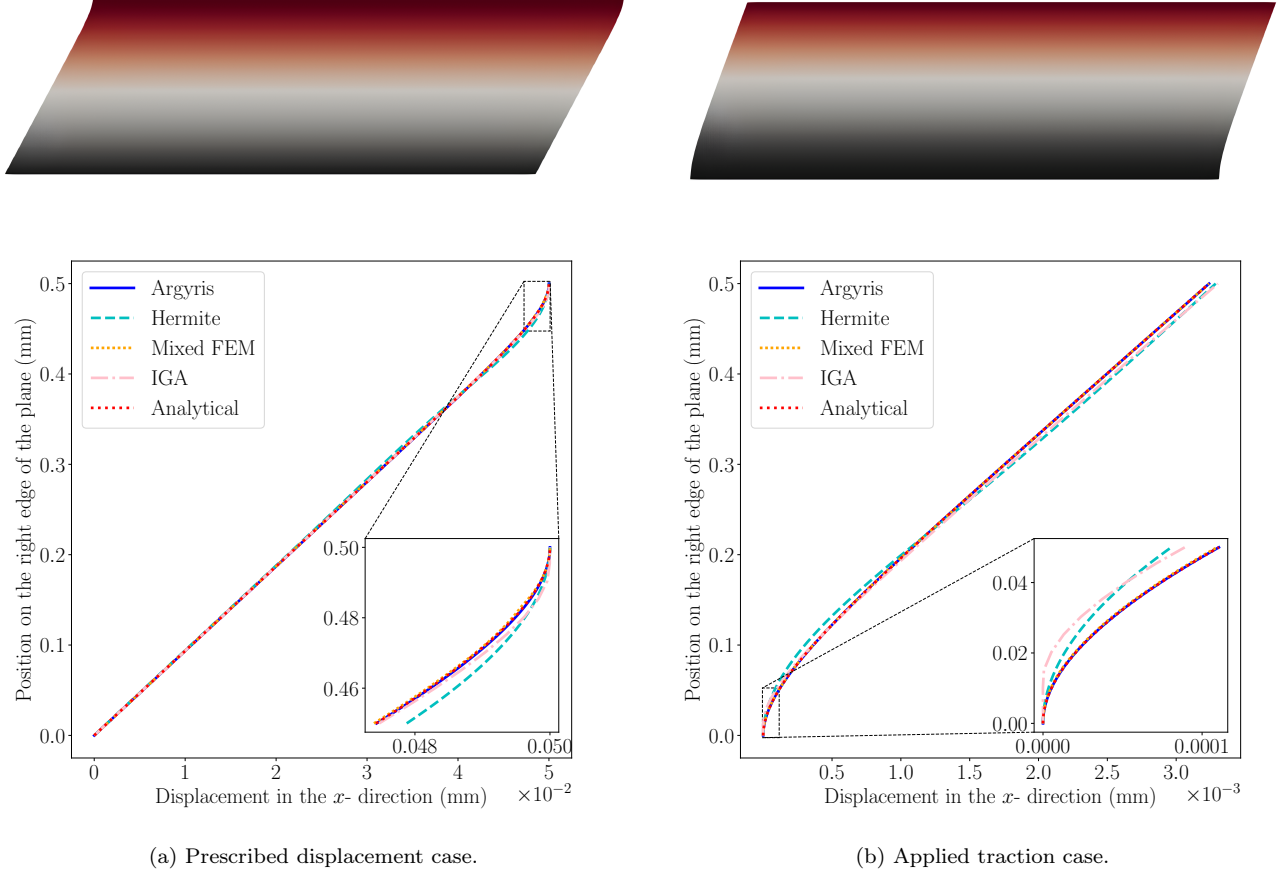 Position on the right edge of the plane (mm)
0.5
0.4
0.3
0.2
0.1
0.0
Argyris
Hermite
Mixed FEM
IGA
Analytical
0.50
0.48
0.46
0.048
0.050
0
1
2
3
4
5
×10⁻²
Displacement in the x- direction (mm)
(a) Prescribed displacement case.
Position on the right edge of the plane (mm)
0.5
0.4
0.3
0.2
0.1
0.0
Argyris
Hermite
Mixed FEM
IGA
Analytical
0.04
0.02
0.00
0.0000
0.0001
0.5
1.0
1.5
2.0
2.5
3.0
×10⁻³
Displacement in the x- direction (mm)
(b) Applied traction case.